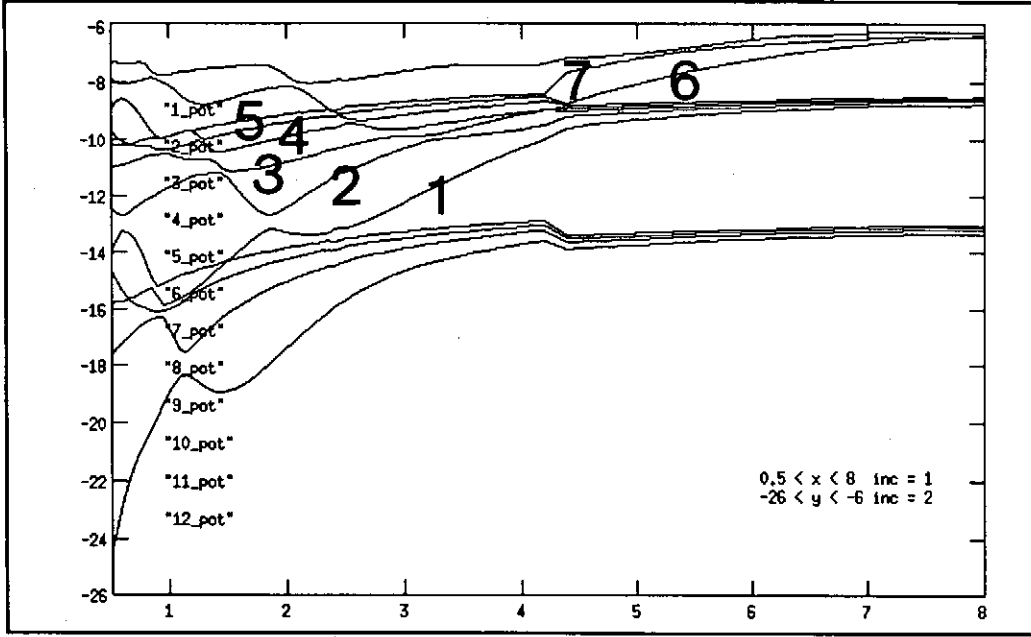 -6
-8
-10
-12
-14
-16
-18
-20
-22
-24
-26
"1_pot"
"2_pot"
"3_pot"
"4_pot"
"5_pot"
"6_pot"
"7_pot"
"8_pot"
"9_pot"
"10_pot"
"11_pot"
"12_pot"
5
4
3
2
1
7
6
0.5 < x < 8 inc = 1
-26 < y < -6 inc = 2
1 2 3 4 5 6 7 8